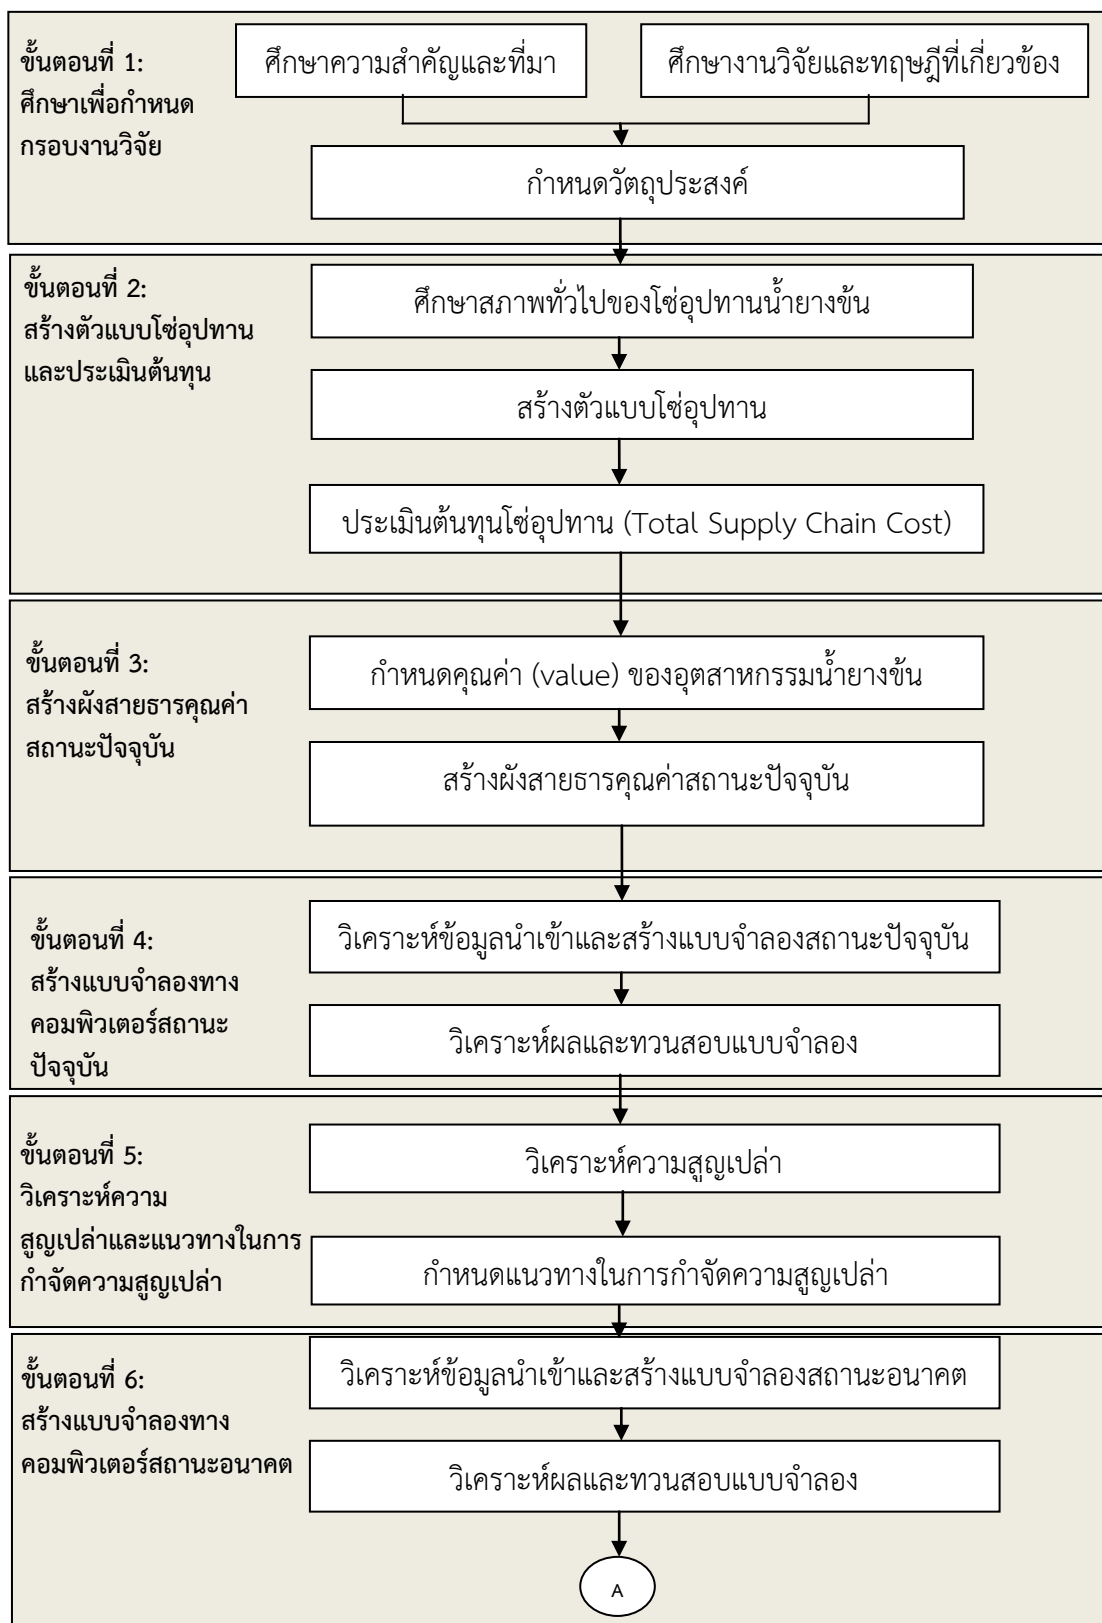 ขั้นตอนที่ 1:
ศึกษาเพื่อกำหนด
กรอบงานวิจัย
ศึกษาความสำคัญและที่มา
ศึกษางานวิจัยและทฤษฎีที่เกี่ยวข้อง
กำหนดวัตถุประสงค์
ขั้นตอนที่ 2:
สร้างตัวแบบโซ่อุปทาน
และประเมินต้นทุน
ศึกษาสภาพทั่วไปของโซ่อุปทานน้ำยางข้น
สร้างตัวแบบโซ่อุปทาน
ประเมินต้นทุนโซ่อุปทาน (Total Supply Chain Cost)
ขั้นตอนที่ 3:
สร้างผังสายธารคุณค่า
สถานะปัจจุบัน
กำหนดคุณค่า (value) ของอุตสาหกรรมน้ำยางข้น
สร้างผังสายธารคุณค่าสถานะปัจจุบัน
ขั้นตอนที่ 4:
สร้างแบบจำลองทาง
คอมพิวเตอร์สถานะ
ปัจจุบัน
วิเคราะห์ข้อมูลนำเข้าและสร้างแบบจำลองสถานะปัจจุบัน
วิเคราะห์ผลและทวนสอบแบบจำลอง
ขั้นตอนที่ 5:
วิเคราะห์ความ
สูญเปล่าและแนวทางในการ
กำจัดความสูญเปล่า
วิเคราะห์ความสูญเปล่า
กำหนดแนวทางในการกำจัดความสูญเปล่า
ขั้นตอนที่ 6:
สร้างแบบจำลองทาง
คอมพิวเตอร์สถานะอนาคต
วิเคราะห์ข้อมูลนำเข้าและสร้างแบบจำลองสถานะอนาคต
วิเคราะห์ผลและทวนสอบแบบจำลอง
A